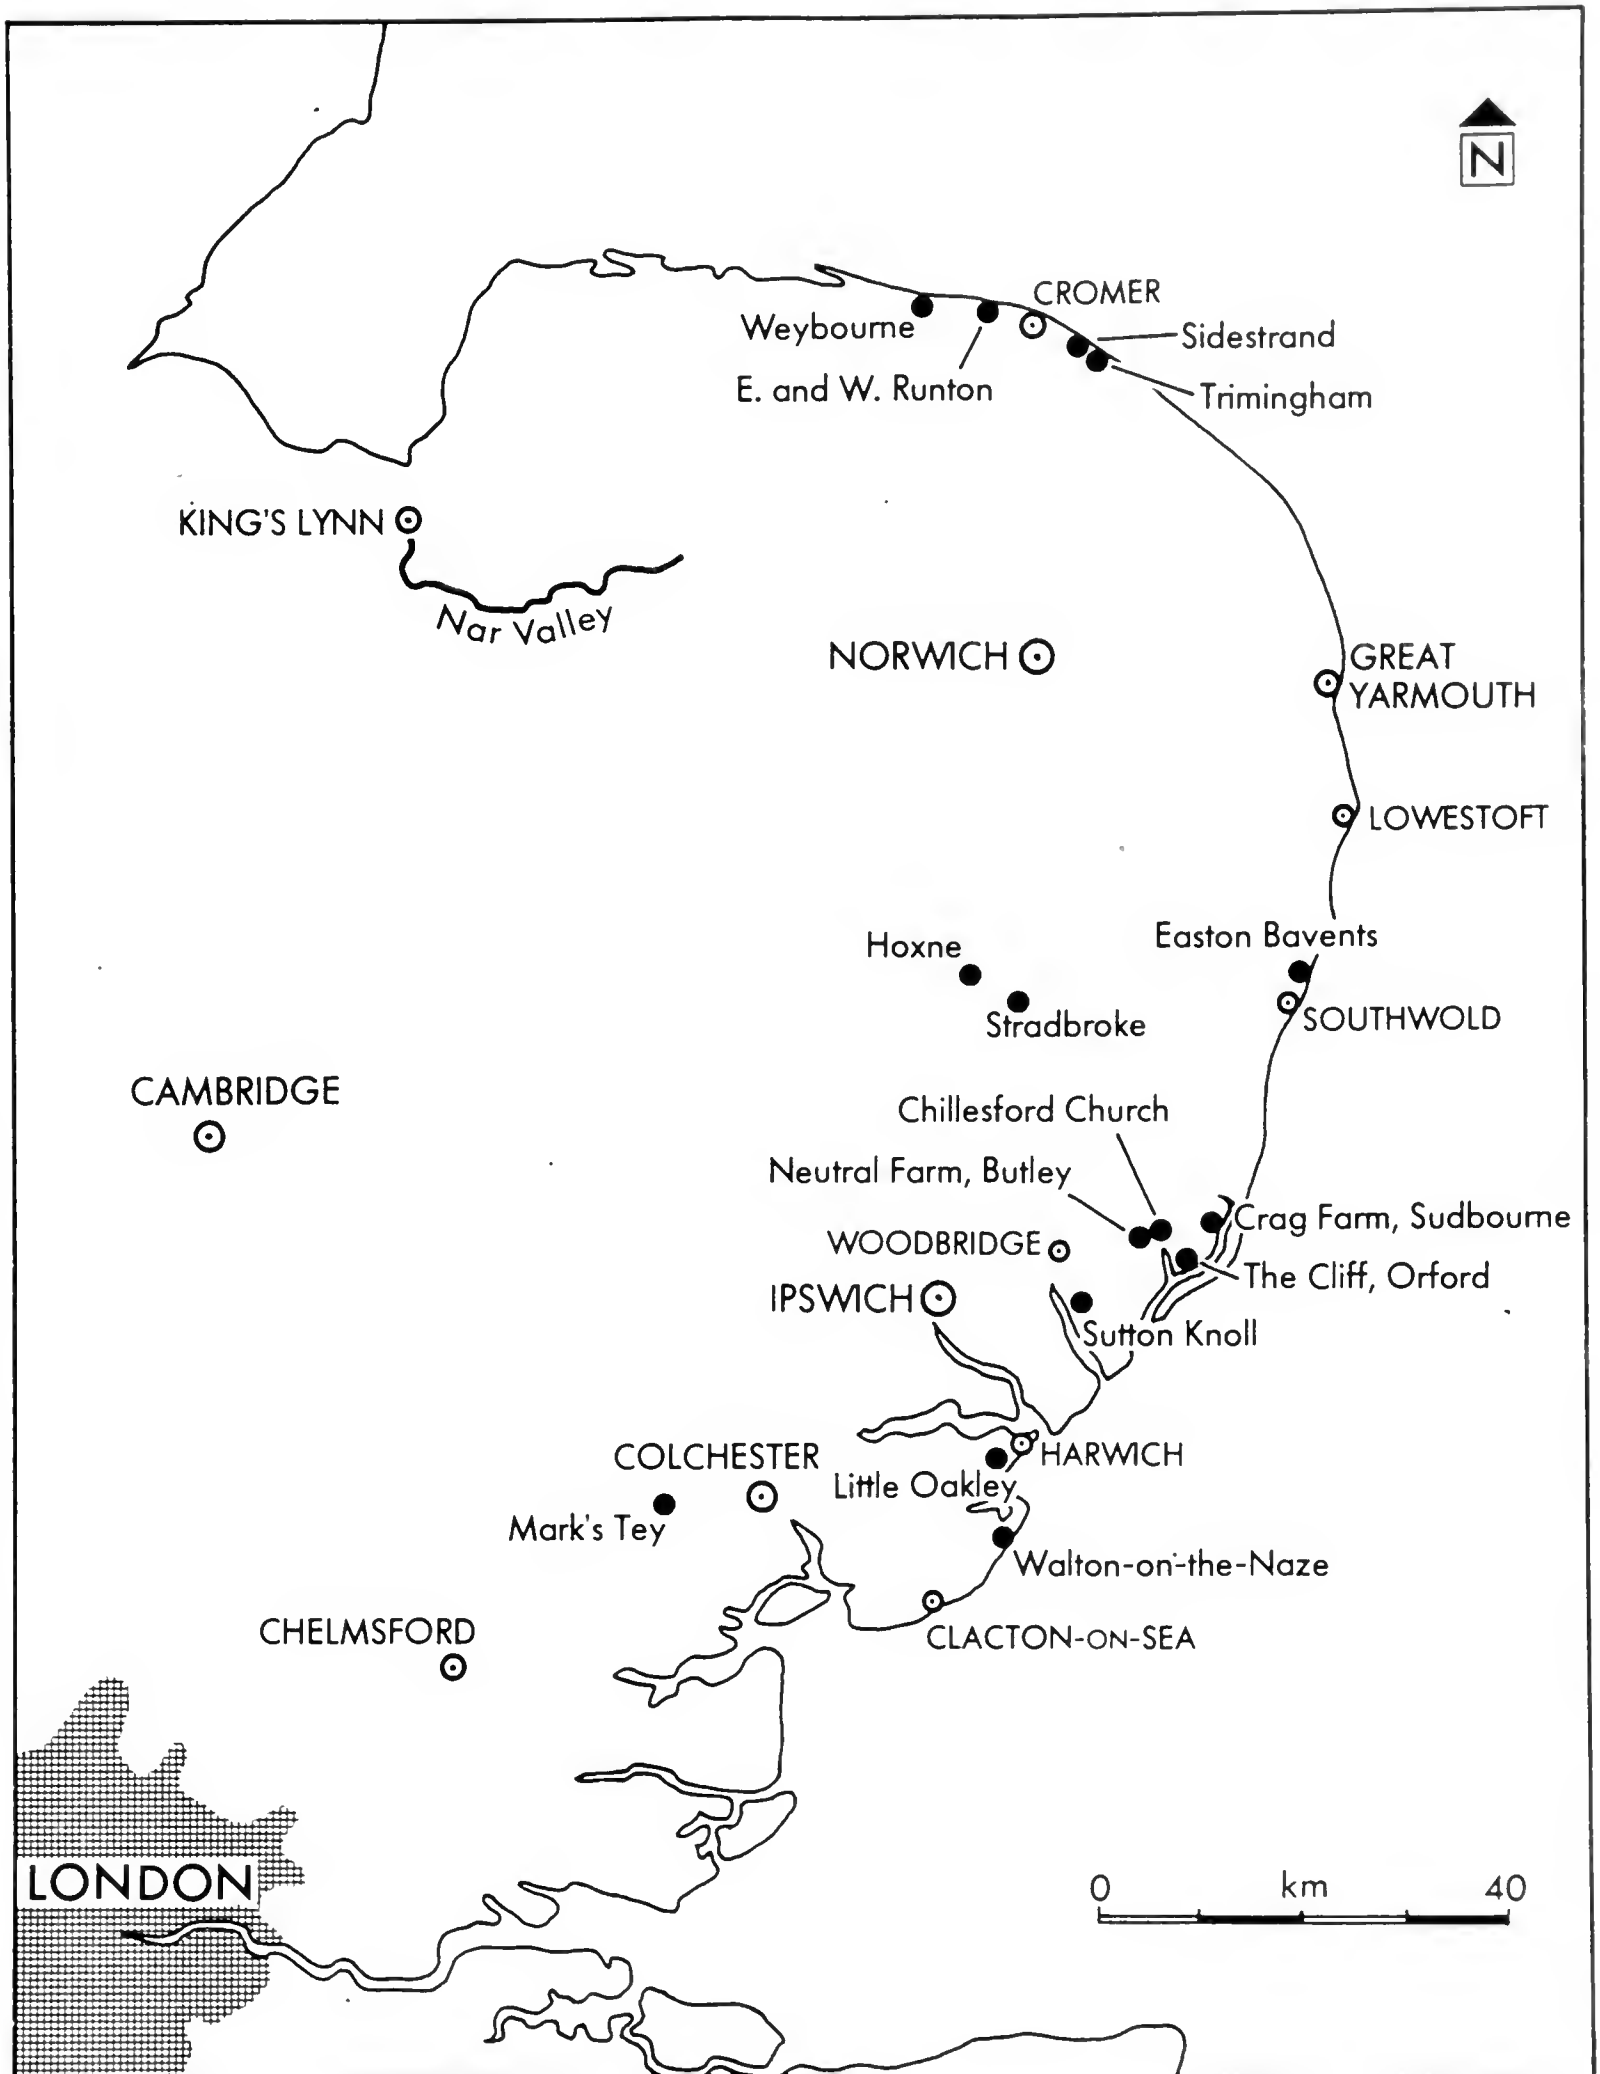 N
CROMER
Weybourne
Sidestrand
E. and W. Runton
Trimingham
KING'S LYNN
Nar Valley
NORWICH
GREAT
YARMOUTH
LOWESTOFT
Hoxne
Easton Bavents
Stradbroke
SOUTHWOLD
CAMBRIDGE
Chillesford Church
Neutral Farm, Butley
Crag Farm, Sudbourne
WOODBRIDGE
The Cliff, Orford
IPSWICH
Sutton Knoll
COLCHESTER
HARWICH
Little Oakley
Mark's Tey
Walton-on-the-Naze
CHELMSFORD
CLACTON-ON-SEA
LONDON
0 km 40